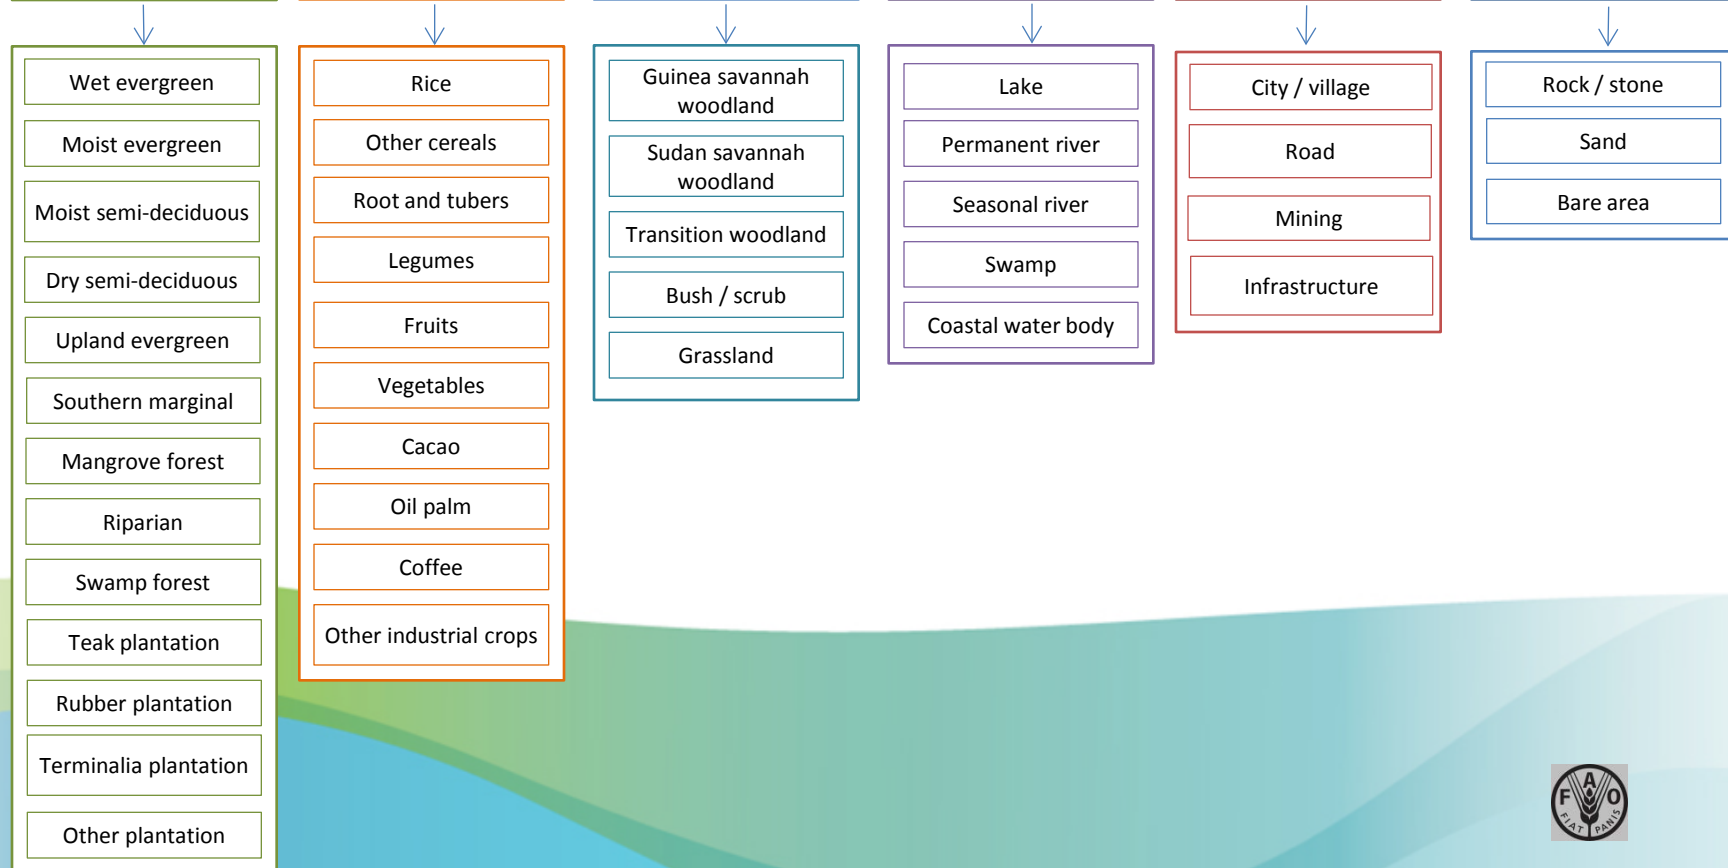 Wet evergreen
Moist evergreen
Moist semi-deciduous
Dry semi-deciduous
Upland evergreen
Southern marginal
Mangrove forest
Riparian
Swamp forest
Teak plantation
Rubber plantation
Terminalia plantation
Other plantation
Rice
Other cereals
Root and tubers
Legumes
Fruits
Vegetables
Cacao
Oil palm
Coffee
Other industrial crops
Guinea savannah
woodland
Sudan savannah
woodland
Transition woodland
Bush / scrub
Grassland
Lake
Permanent river
Seasonal river
Swamp
Coastal water body
City / village
Road
Mining
Infrastructure
Rock / stone
Sand
Bare area
F A O
FIAT PANIS